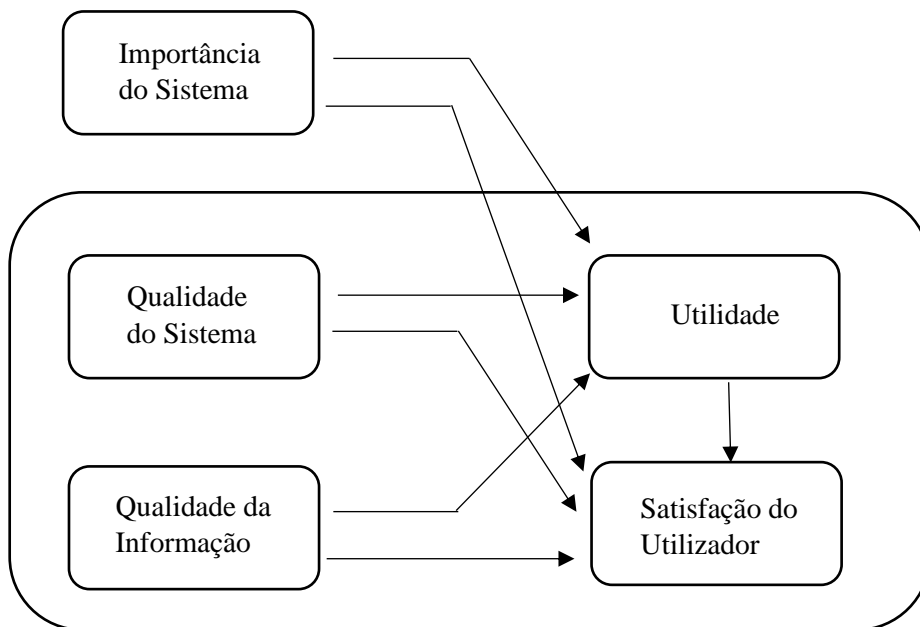 Importância
do Sistema
Qualidade
do Sistema
Utilidade
Qualidade da
Informação
Satisfação do
Utilizador